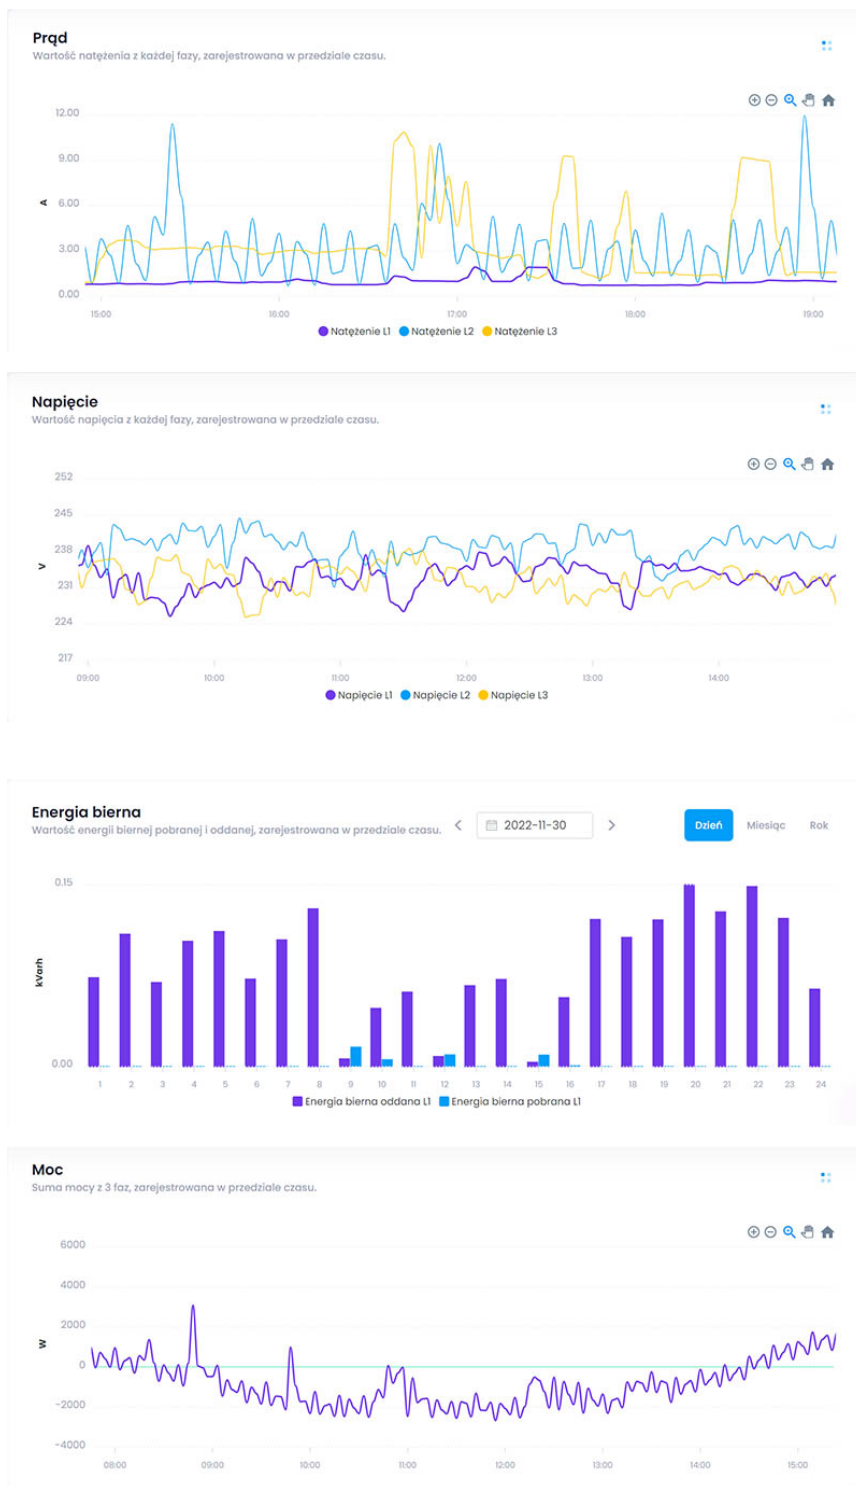 Prąd
Wartość natężenia z każdej fazy, zarejestrowana w przedziale czasu.
12.00
9.00
A
6.00
3.00
0.00
15:00 16:00 17:00 18:00 19:00
Natężenie L1 Natężenie L2 Natężenie L3
Napięcie
Wartość napięcia z każdej fazy, zarejestrowana w przedziale czasu.
252
245
238
V
231
224
217
09:00 10:00 11:00 12:00 13:00 14:00
Napięcie L1 Napięcie L2 Napięcie L3
Energia bierna
Wartość energii biernej pobranej i oddanej, zarejestrowana w przedziale czasu.
2022-11-30
Dzień Miesiąc Rok
0.15
kVarh
0.00
1 2 3 4 5 6 7 8 9 10 11 12 13 14 15 16 17 18 19 20 21 22 23 24
Energia bierna oddana L1 Energia bierna pobrana L1
Moc
Suma mocy z 3 faz, zarejestrowana w przedziale czasu.
6000
4000
2000
W
0
-2000
-4000
08:00 09:00 10:00 11:00 12:00 13:00 14:00 15:00